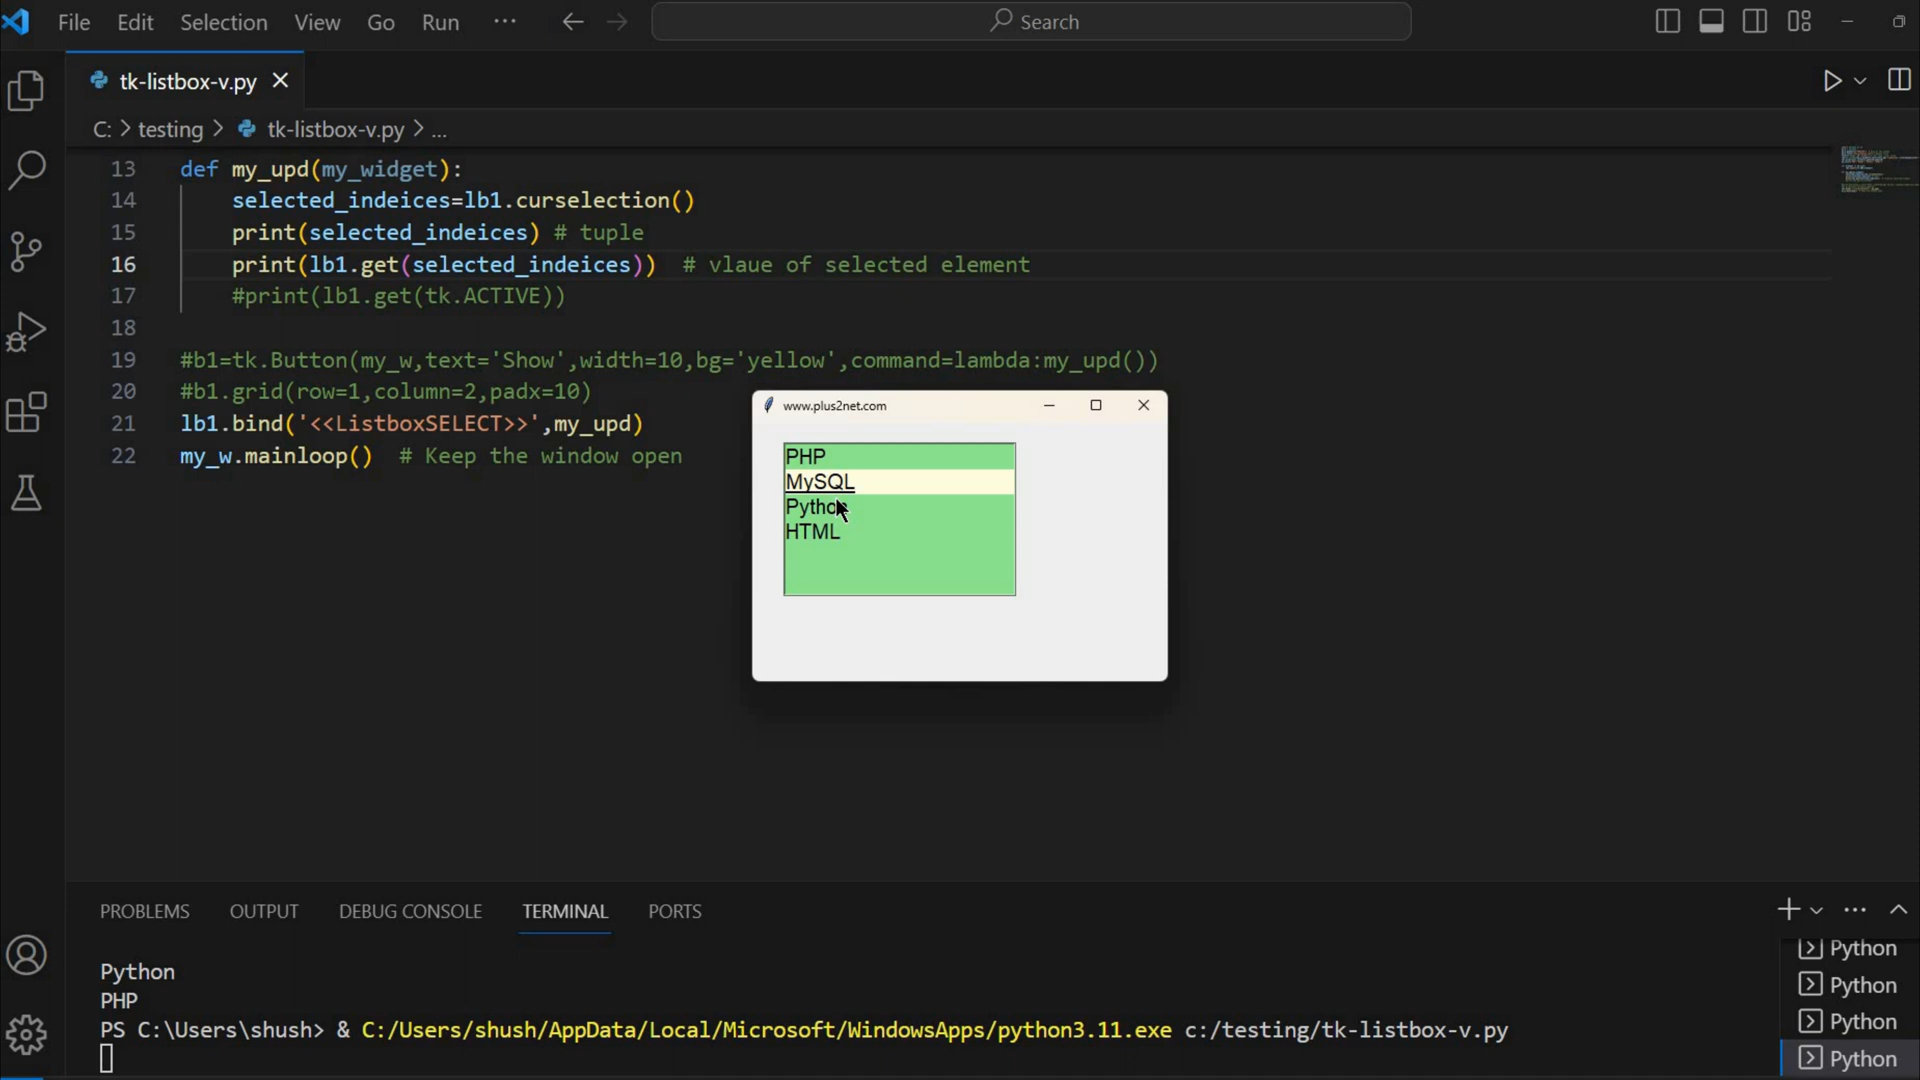 File Edit Selection View Go Run ··· Search
tk-listbox-v.py
C: > testing > tk-listbox-v.py > ...
13 def my_upd(my_widget):
14 selected_indeices=lb1.curselection()
15 print(selected_indeices) # tuple
16 print(lb1.get(selected_indeices)) # vlaue of selected element
17 #print(lb1.get(tk.ACTIVE))
18
19 #b1=tk.Button(my_w,text='Show',width=10,bg='yellow',command=lambda:my_upd())
20 #b1.grid(row=1,column=2,padx=10)
21 lb1.bind('<<ListboxSELECT>>',my_upd)
22 my_w.mainloop() # Keep the window open
www.plus2net.com
PHP
MySQL
Python
HTML
PROBLEMS OUTPUT DEBUG CONSOLE TERMINAL PORTS
Python
PHP
PS C:\Users\shush> & C:/Users/shush/AppData/Local/Microsoft/WindowsApps/python3.11.exe c:/testing/tk-listbox-v.py
Python
Python
Python
Python